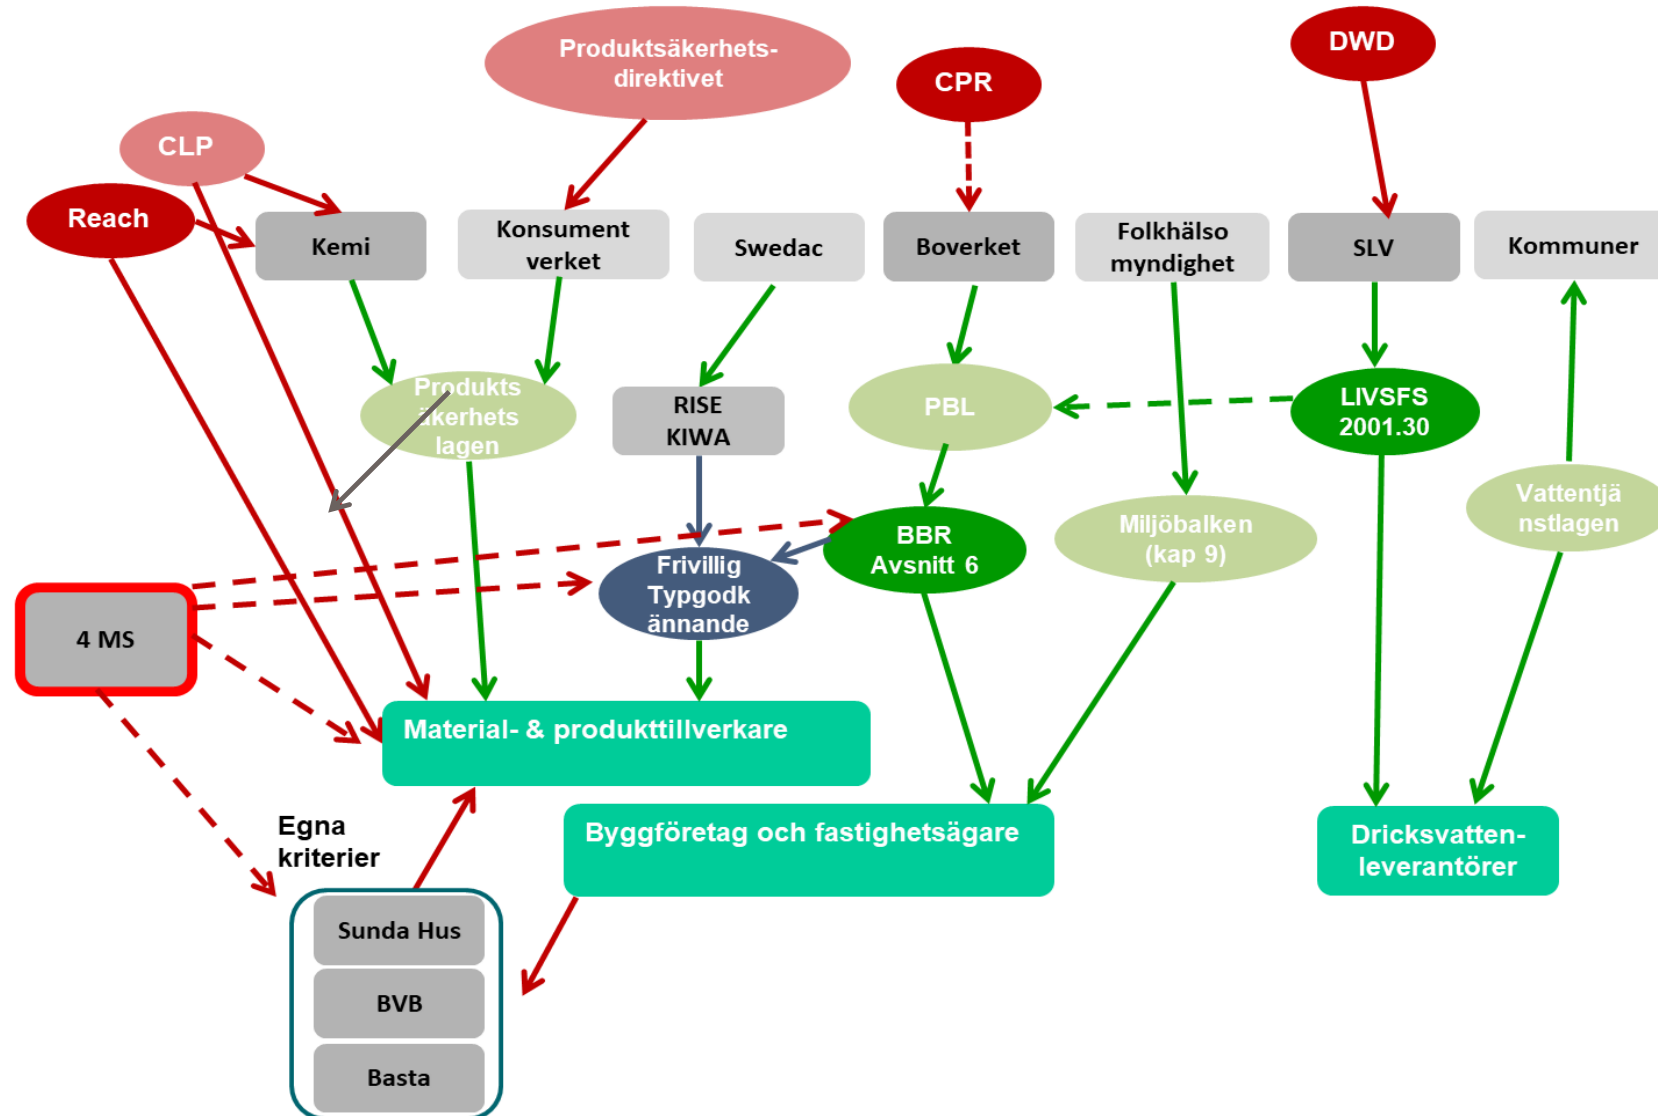 Produktsäkerhets-
direktivet
DWD
CPR
CLP
Reach
Kemi
Konsument
verket
Swedac
Boverket
Folkhälso
myndighet
SLV
Kommuner
Produkts
äkerhets
lagen
RISE
KIWA
PBL
LIVSFS
2001.30
Vattentjä
nstlagen
BBR
Avsnitt 6
Miljöbalken
(kap 9)
Frivillig
Typgodk
ännande
4 MS
Material- & produkttillverkare
Egna
kriterier
Byggföretag och fastighetsägare
Dricksvatten-
leverantörer
Sunda Hus
BVB
Basta